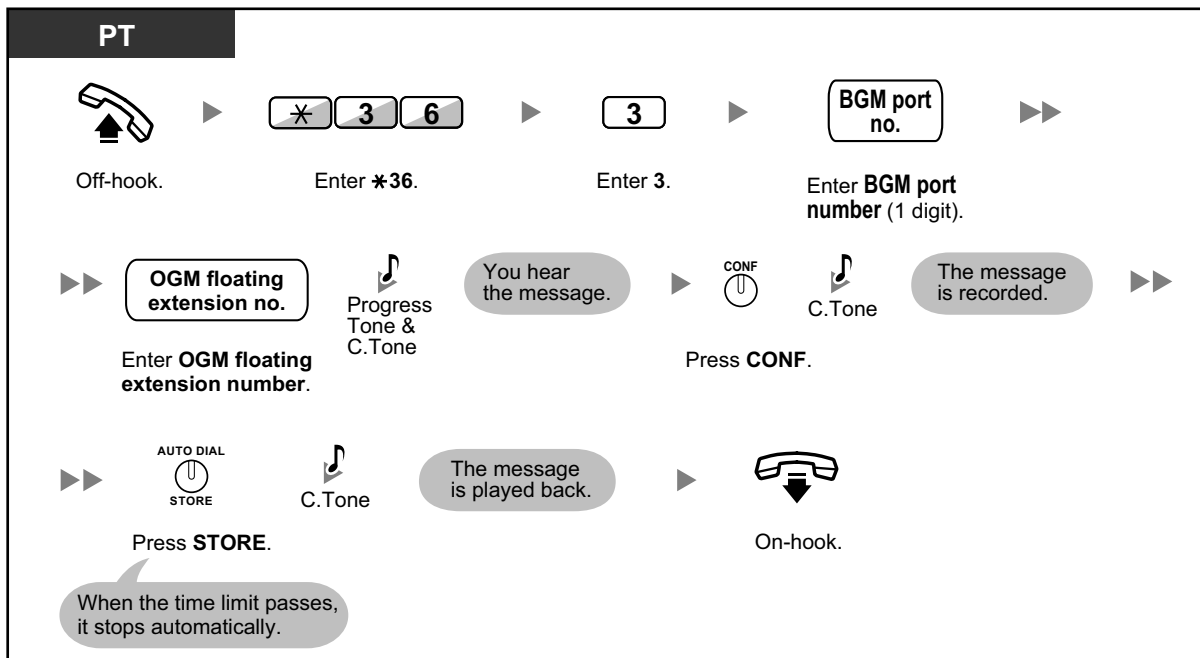 PT
✳ 3 6
3
BGM port
no.
Off-hook.
Enter ✳36.
Enter 3.
Enter BGM port
number (1 digit).
OGM floating
extension no.
Progress
Tone &
C.Tone
You hear
the message.
CONF
C.Tone
The message
is recorded.
Enter OGM floating
extension number.
Press CONF.
AUTO DIAL
STORE
C.Tone
The message
is played back.
Press STORE.
On-hook.
When the time limit passes,
it stops automatically.